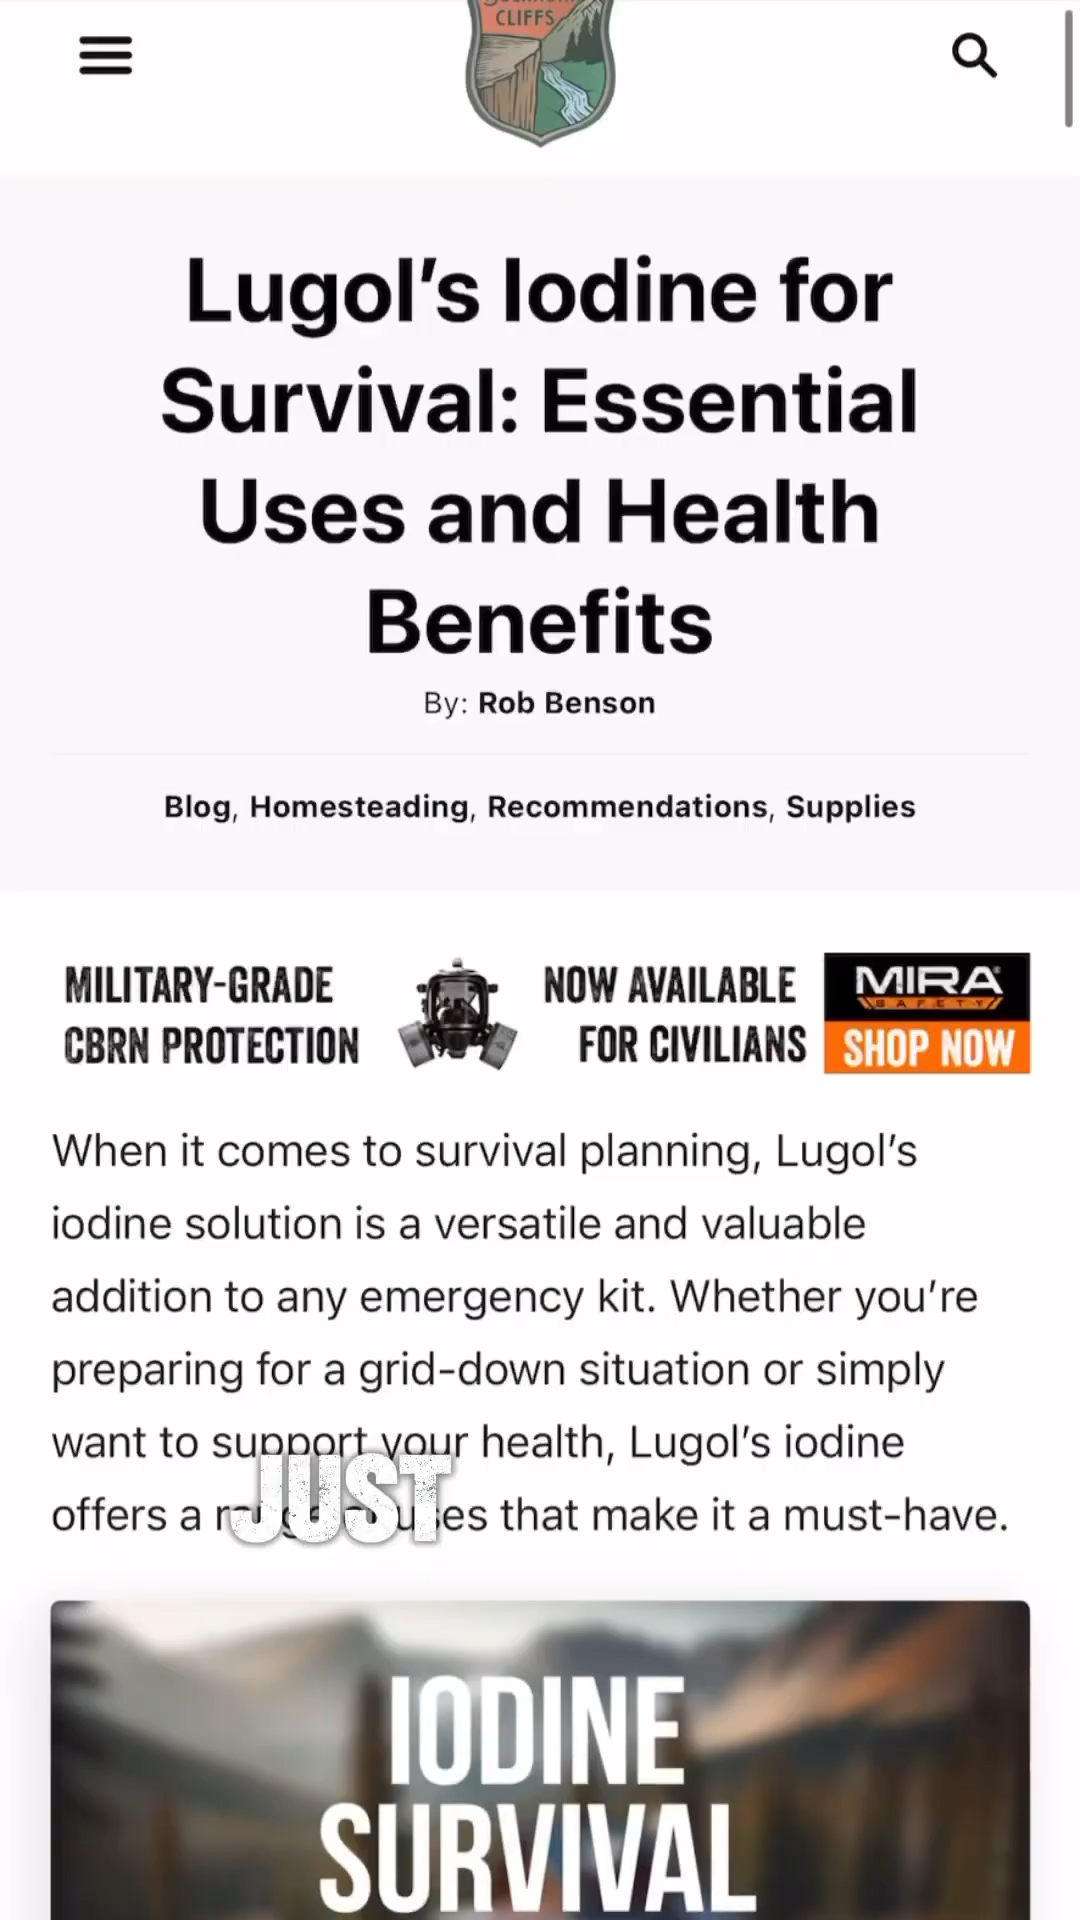 CLIFFS
Lugol’s Iodine for
Survival: Essential
Uses and Health
Benefits
By: Rob Benson
Blog, Homesteading, Recommendations, Supplies
MILITARY-GRADE
CBRN PROTECTION
NOW AVAILABLE
FOR CIVILIANS
MIRA
SAFETY
SHOP NOW
When it comes to survival planning, Lugol’s
iodine solution is a versatile and valuable
addition to any emergency kit. Whether you’re
preparing for a grid-down situation or simply
want to support your health, Lugol’s iodine
offers a uses that make it a must-have.
JUST
IODINE
SURVIVAL